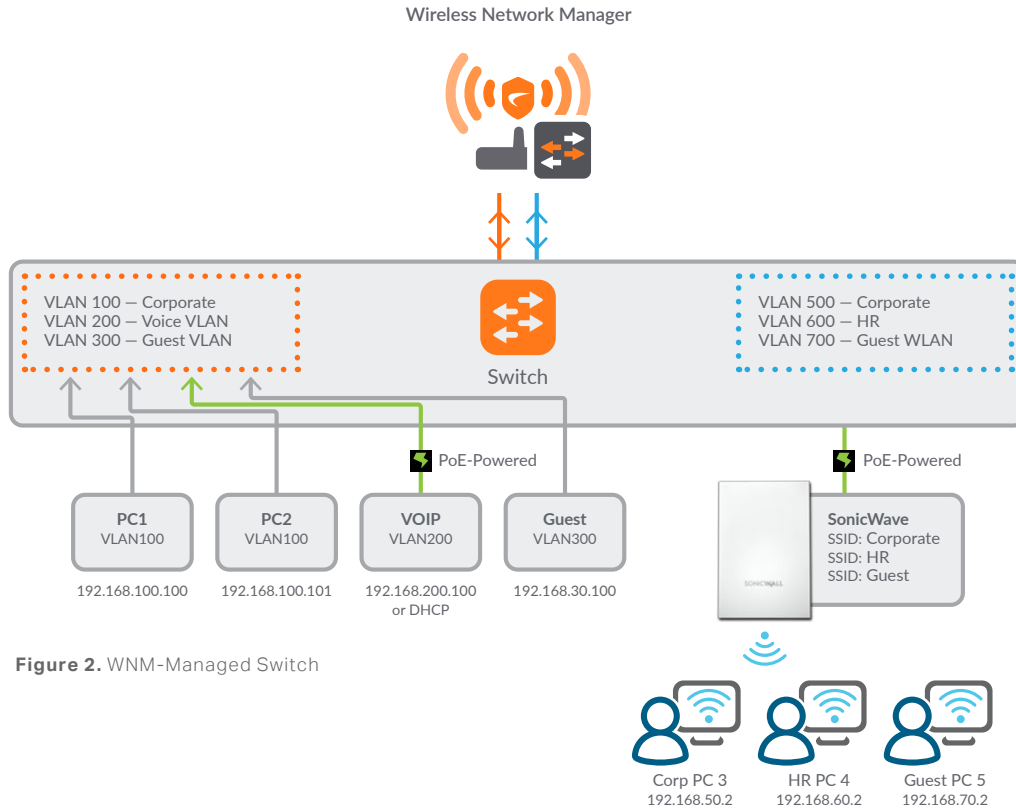 Wireless Network Manager
VLAN 100 — Corporate
VLAN 200 — Voice VLAN
VLAN 300 — Guest VLAN
Switch
VLAN 500 — Corporate
VLAN 600 — HR
VLAN 700 — Guest WLAN
PoE-Powered
PoE-Powered
PC1
VLAN100
192.168.100.100
PC2
VLAN100
192.168.100.101
VOIP
VLAN200
192.168.200.100
or DHCP
Guest
VLAN300
192.168.30.100
SonicWave
SSID: Corporate
SSID: HR
SSID: Guest
SONICWALL
Figure 2. WNM-Managed Switch
Corp PC 3
192.168.50.2
HR PC 4
192.168.60.2
Guest PC 5
192.168.70.2